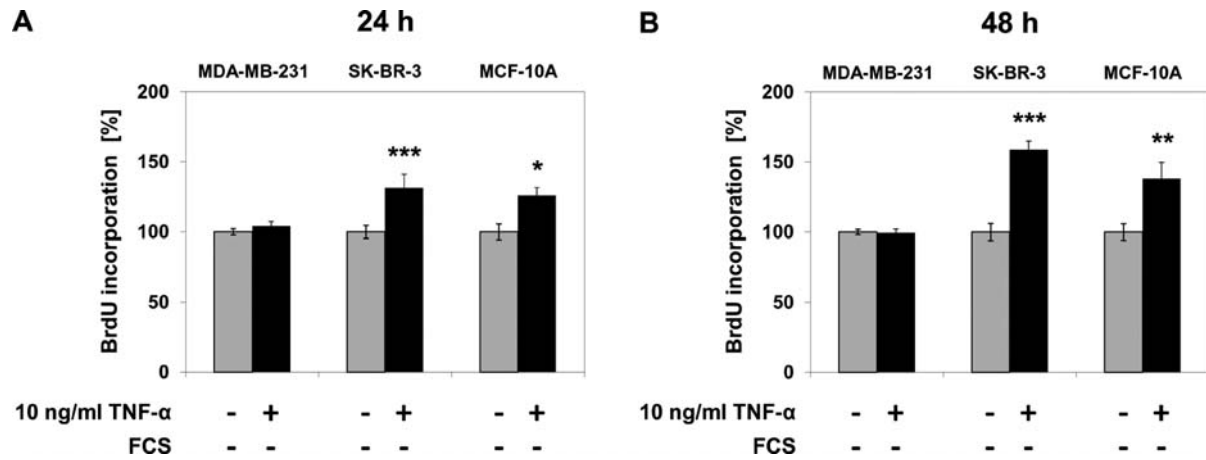 A
24 h
MDA-MB-231 SK-BR-3 MCF-10A
BrdU incorporation [%]
200
150
100
50
0
***
*
10 ng/ml TNF-α - + - + - +
FCS - - - - - -
B
48 h
MDA-MB-231 SK-BR-3 MCF-10A
BrdU incorporation [%]
200
150
100
50
0
***
**
10 ng/ml TNF-α - + - + - +
FCS - - - - - -